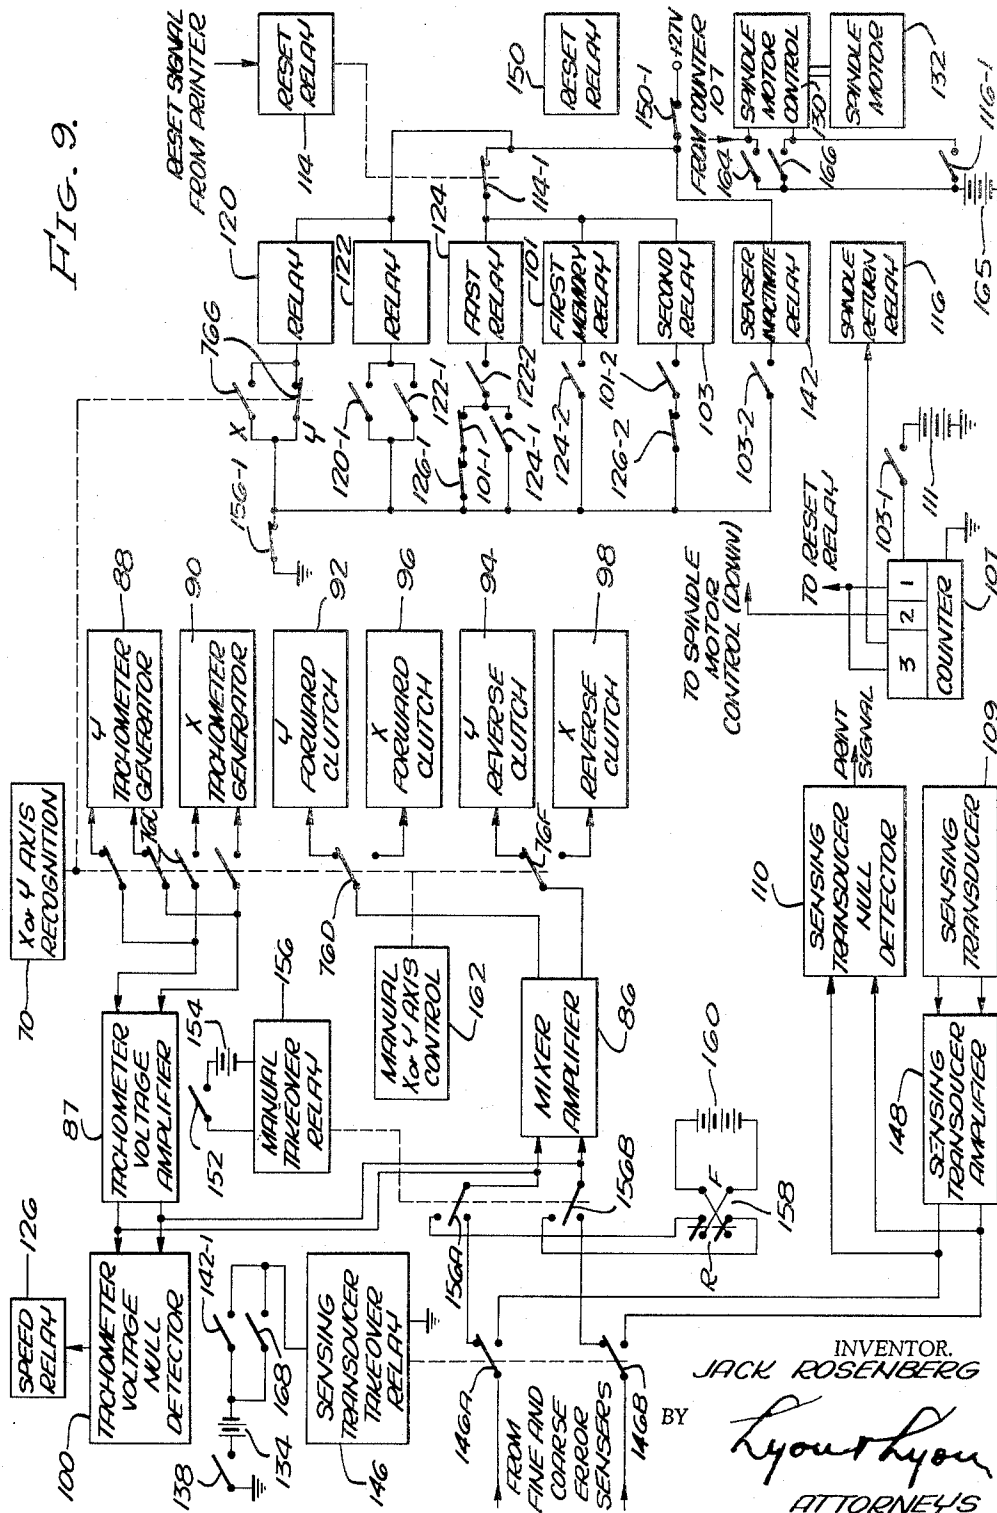 FIG. 9.
RESET SIGNAL
FROM PRINTER
RESET
RELAY
114
114-1
150
RESET
RELAY
150-1
+27V
FROM COUNTER
107
SPINDLE
MOTOR
CONTROL
130
SPINDLE
MOTOR
132
164
166
116-1
165
120
RELAY
122
RELAY
124
FAST
RELAY
101
FIRST
MEMORY
RELAY
SECOND
RELAY
103
SENSER
INACTIVATE
RELAY
142
SPINDLE
RETURN
RELAY
116
76G
X
Y
156-1
120-1
122-1
126-1
101-1
122-2
124-1
124-2
101-2
126-2
103-2
103-1
111
TO SPINDLE
MOTOR
CONTROL (DOWN)
TO RESET
RELAY
3
2
1
COUNTER
107
Y
TACHOMETER
GENERATOR
88
X
TACHOMETER
GENERATOR
90
Y
FORWARD
CLUTCH
92
X
FORWARD
CLUTCH
96
Y
REVERSE
CLUTCH
94
X
REVERSE
CLUTCH
98
70
X or Y AXIS
RECOGNITION
76C
76D
76F
MANUAL
X or Y AXIS
CONTROL
162
MIXER
AMPLIFIER
86
110
SENSING
TRANSDUCER
NULL
DETECTOR
PRINT
SIGNAL
SENSING
TRANSDUCER
109
SENSING
TRANSDUCER
AMPLIFIER
148
87
TACHOMETER
VOLTAGE
AMPLIFIER
152
154
MANUAL
TAKEOVER
RELAY
156
156A
156B
160
F
R
158
SPEED
RELAY
126
100
TACHOMETER
VOLTAGE
NULL
DETECTOR
142-1
168
138
134
SENSING
TRANSDUCER
TAKEOVER
RELAY
146
146A
146B
FROM
FINE AND
COARSE
ERROR
SENSERS
INVENTOR.
JACK ROSENBERG
BY
Lyon & Lyon
ATTORNEYS